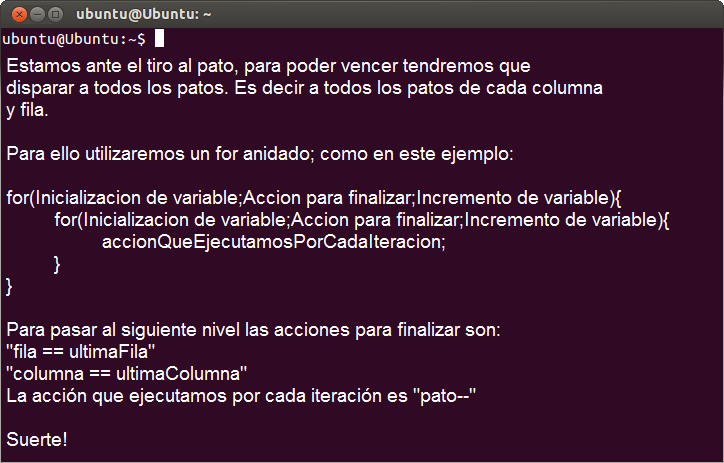 ubuntu@Ubuntu: ~
ubuntu@Ubuntu:~$
Estamos ante el tiro al pato, para poder vencer tendremos que
disparar a todos los patos. Es decir a todos los patos de cada columna
y fila.
Para ello utilizaremos un for anidado; como en este ejemplo:
for(Inicializacion de variable;Accion para finalizar;Incremento de variable){
for(Inicializacion de variable;Accion para finalizar;Incremento de variable){
accionQueEjecutamosPorCadaIteracion;
}
}
Para pasar al siguiente nivel las acciones para finalizar son:
"fila == ultimaFila"
"columna == ultimaColumna"
La acción que ejecutamos por cada iteración es "pato--"
Suerte!